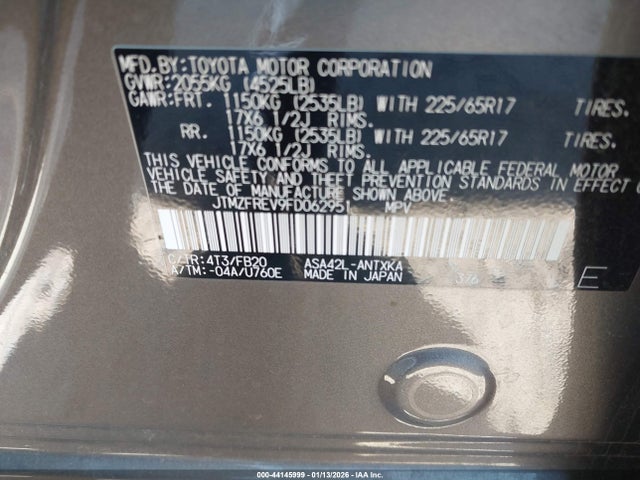 MFD.BY:TOYOTA MOTOR CORPORATION
GVWR:2055KG (4525LB)
GAWR:FRT. 1150KG (2535LB) WITH 225/65R17 TIRES.
17X6 1/2J RIMS.
RR. 1150KG (2535LB) WITH 225/65R17 TIRES.
17X6 1/2J RIMS.
THIS VEHICLE CONFORMS TO ALL APPLICABLE FEDERAL MOTOR
VEHICLE SAFETY, BUMPER, AND THEFT PREVENTION STANDARDS IN EFFECT
THE DATE OF MANUFACTURE SHOWN ABOVE.
JTMZFREV9FD062951 MPV
C/TR:4T3/FB20 ASA42L-ANTXKA
A/TM:-04A/U760E MADE IN JAPAN
376 E
000-44145999 ⋅ 01/13/2026 ⋅ IAA, Inc.